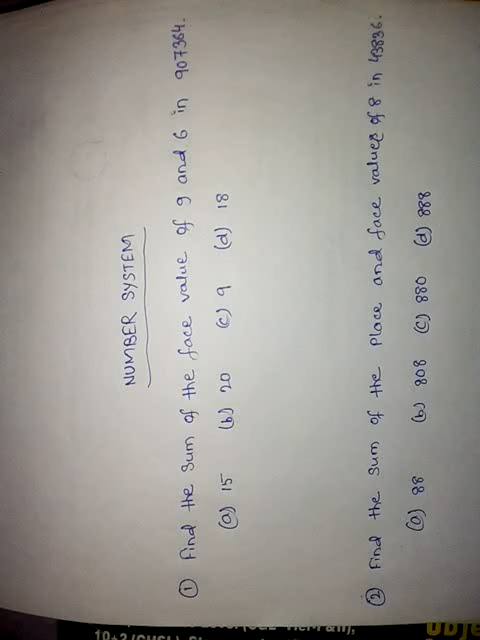 NUMBER SYSTEM
① Find the sum of the face value of 9 and 6 in 907364.
(a) 15 (b) 20 (c) 9 (d) 18
② Find the sum of the Place and face values of 8 in 43836.
(a) 88 (b) 808 (c) 880 (d) 888